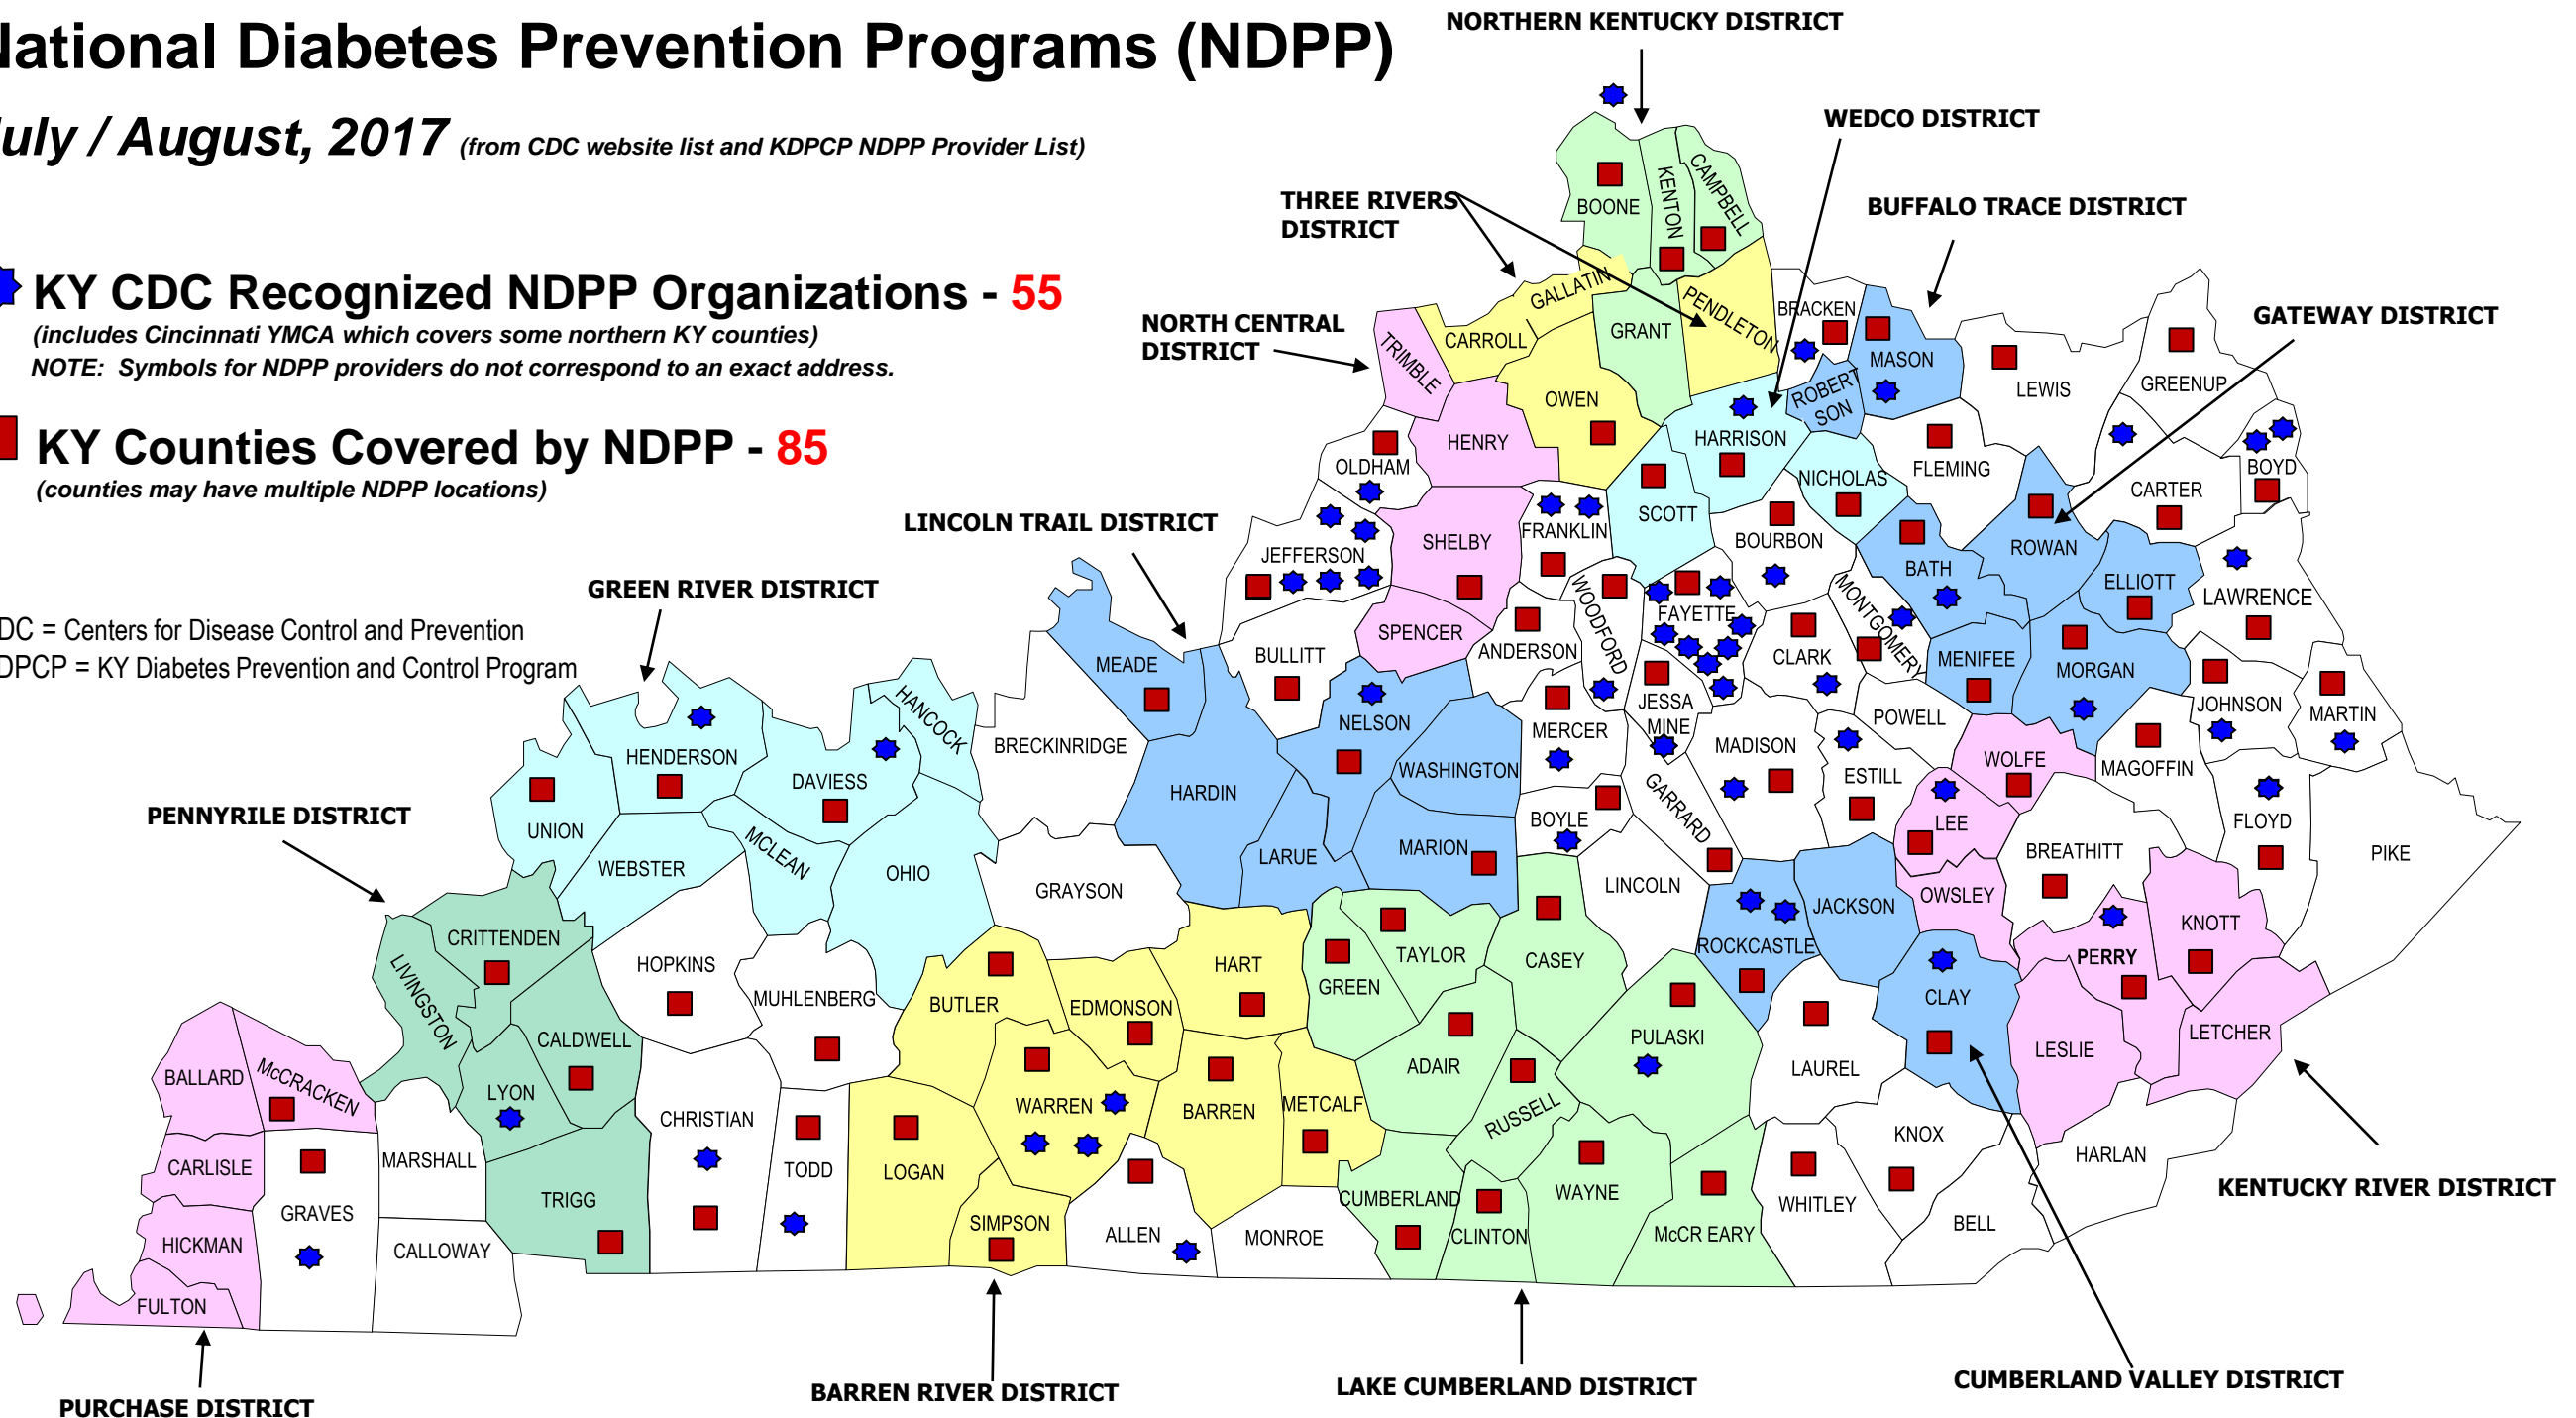 ational Diabetes Prevention Programs (NDPP)
uly / August, 2017 (from CDC website list and KDPCP NDPP Provider List)
KY CDC Recognized NDPP Organizations - 55
(includes Cincinnati YMCA which covers some northern KY counties)
NOTE: Symbols for NDPP providers do not correspond to an exact address.
KY Counties Covered by NDPP - 85
(counties may have multiple NDPP locations)
DC = Centers for Disease Control and Prevention
DPCP = KY Diabetes Prevention and Control Program
NORTHERN KENTUCKY DISTRICT
WEDCO DISTRICT
THREE RIVERS
DISTRICT
BUFFALO TRACE DISTRICT
NORTH CENTRAL
DISTRICT
GATEWAY DISTRICT
LINCOLN TRAIL DISTRICT
GREEN RIVER DISTRICT
PENNYRILE DISTRICT
KENTUCKY RIVER DISTRICT
CUMBERLAND VALLEY DISTRICT
LAKE CUMBERLAND DISTRICT
BARREN RIVER DISTRICT
PURCHASE DISTRICT
BOONE
KENTON
CAMPBELL
GALLATIN
CARROLL
GRANT
PENDLETON
BRACKEN
MASON
ROBERT
SON
LEWIS
GREENUP
TRIMBLE
OWEN
HENRY
HARRISON
NICHOLAS
FLEMING
BOYD
CARTER
OLDHAM
SCOTT
FRANKLIN
SHELBY
JEFFERSON
BOURBON
ROWAN
BATH
ELLIOTT
LAWRENCE
WOODFORD
FAYETTE
MONTGOMERY
SPENCER
ANDERSON
CLARK
MENIFEE
MORGAN
BULLITT
MEADE
JESSA
MINE
POWELL
JOHNSON
MARTIN
HANCOCK
BRECKINRIDGE
NELSON
MERCER
MADISON
WOLFE
MAGOFFIN
HENDERSON
DAVIESS
HARDIN
WASHINGTON
ESTILL
GARRARD
BOYLE
LEE
FLOYD
UNION
WEBSTER
MCLEAN
OHIO
LARUE
MARION
BREATHITT
PIKE
GRAYSON
LINCOLN
OWSLEY
JACKSON
KNOTT
CRITTENDEN
LIVINGSTON
HOPKINS
MUHLENBERG
HART
GREEN
TAYLOR
CASEY
ROCKCASTLE
PERRY
BUTLER
EDMONSON
CLAY
CALDWELL
PULASKI
LETCHER
LESLIE
ADAIR
LAUREL
BALLARD
McCRACKEN
LYON
CHRISTIAN
WARREN
BARREN
METCALF
RUSSELL
KNOX
HARLAN
CARLISLE
MARSHALL
TODD
LOGAN
GRAVES
TRIGG
CUMBERLAND
WAYNE
WHITLEY
SIMPSON
ALLEN
MONROE
CLINTON
McCR EARY
BELL
HICKMAN
CALLOWAY
FULTON